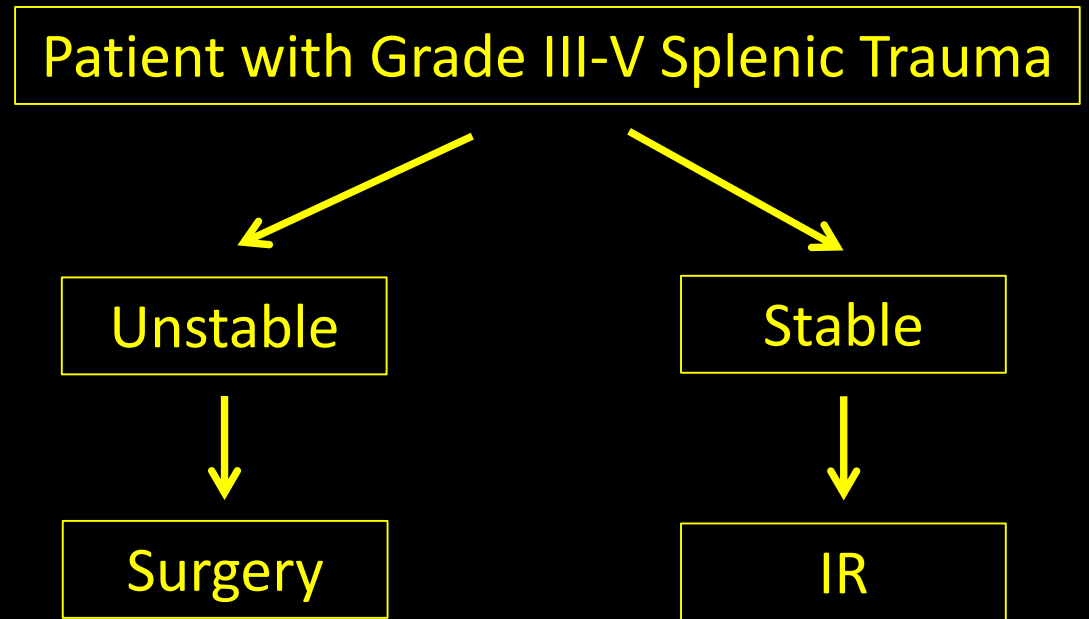 Patient with Grade III-V Splenic Trauma
Unstable
Stable
Surgery
IR